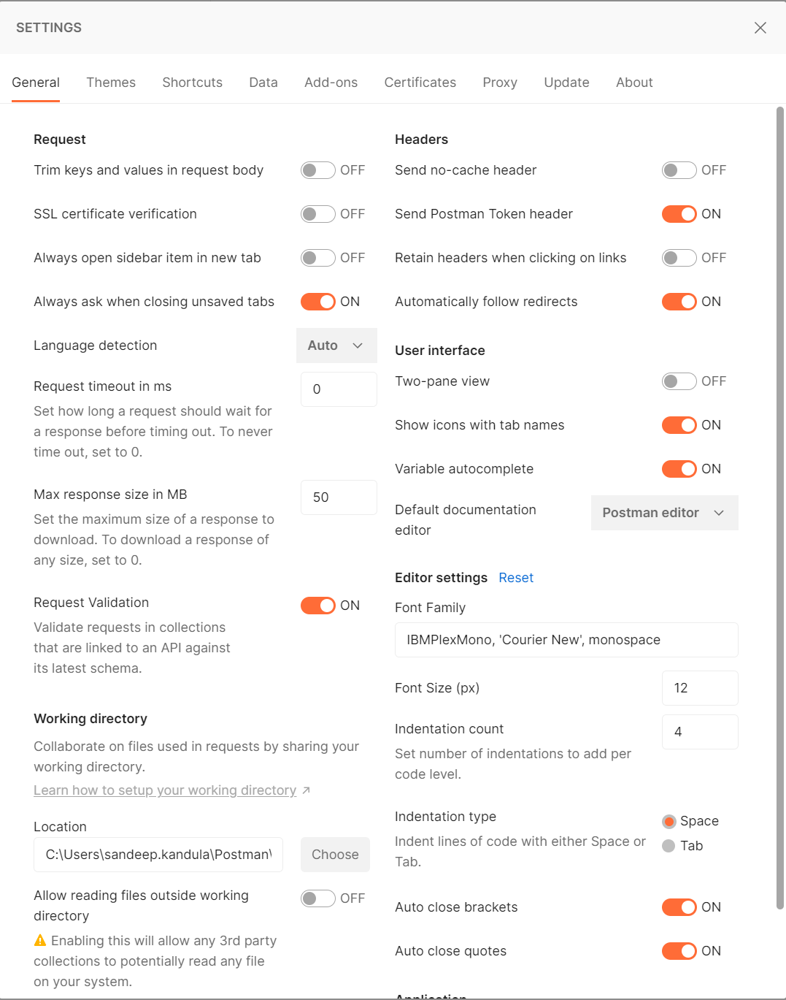 SETTINGS
General Themes Shortcuts Data Add-ons Certificates Proxy Update About
Request
Trim keys and values in request body OFF
SSL certificate verification OFF
Always open sidebar item in new tab OFF
Always ask when closing unsaved tabs ON
Language detection Auto
Request timeout in ms 0
Set how long a request should wait for
a response before timing out. To never
time out, set to 0.
Max response size in MB 50
Set the maximum size of a response to
download. To download a response of
any size, set to 0.
Request Validation ON
Validate requests in collections
that are linked to an API against
its latest schema.
Working directory
Collaborate on files used in requests by sharing your
working directory.
Learn how to setup your working directory ↗
Location
C:\Users\sandeep.kandula\Postman\ Choose
Allow reading files outside working OFF
directory
⚠ Enabling this will allow any 3rd party
collections to potentially read any file
on your system.
Headers
Send no-cache header OFF
Send Postman Token header ON
Retain headers when clicking on links OFF
Automatically follow redirects ON
User interface
Two-pane view OFF
Show icons with tab names ON
Variable autocomplete ON
Default documentation Postman editor
editor
Editor settings Reset
Font Family
IBMPlexMono, 'Courier New', monospace
Font Size (px) 12
Indentation count 4
Set number of indentations to add per
code level.
Indentation type Space
Indent lines of code with either Space or Tab
Tab.
Auto close brackets ON
Auto close quotes ON
Application